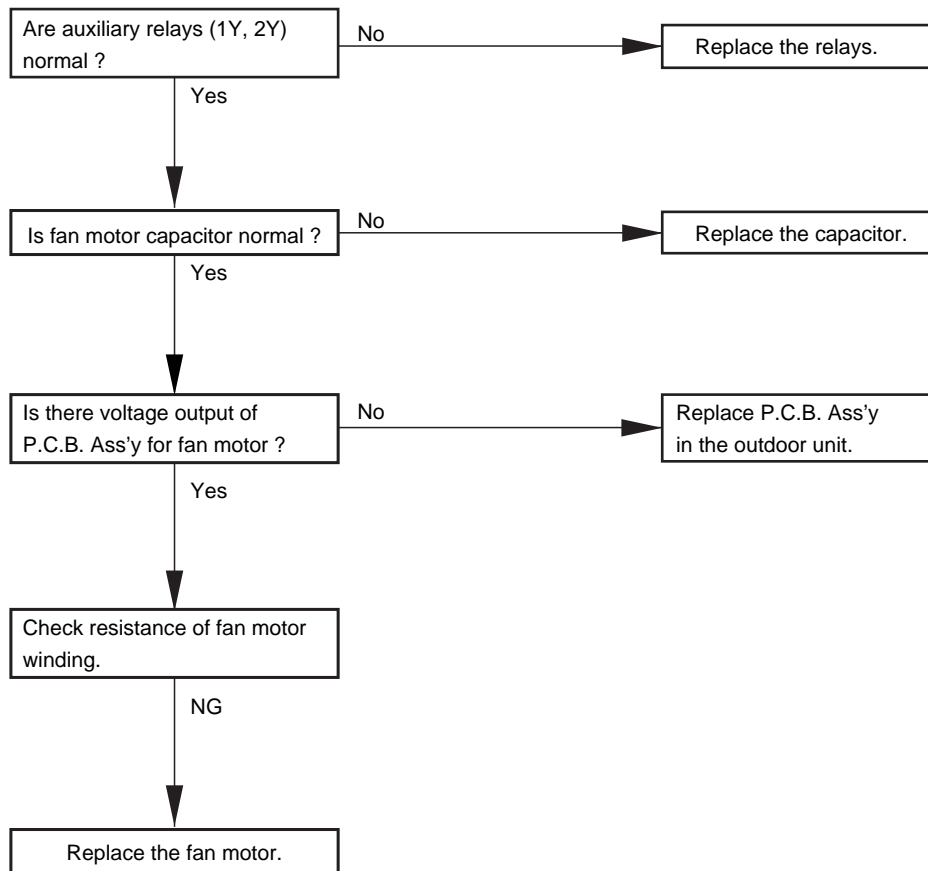 Are auxiliary relays (1Y, 2Y)
normal ?
No
Replace the relays.
Yes
Is fan motor capacitor normal ?
No
Replace the capacitor.
Yes
Is there voltage output of
P.C.B. Ass’y for fan motor ?
No
Replace P.C.B. Ass’y
in the outdoor unit.
Yes
Check resistance of fan motor
winding.
NG
Replace the fan motor.